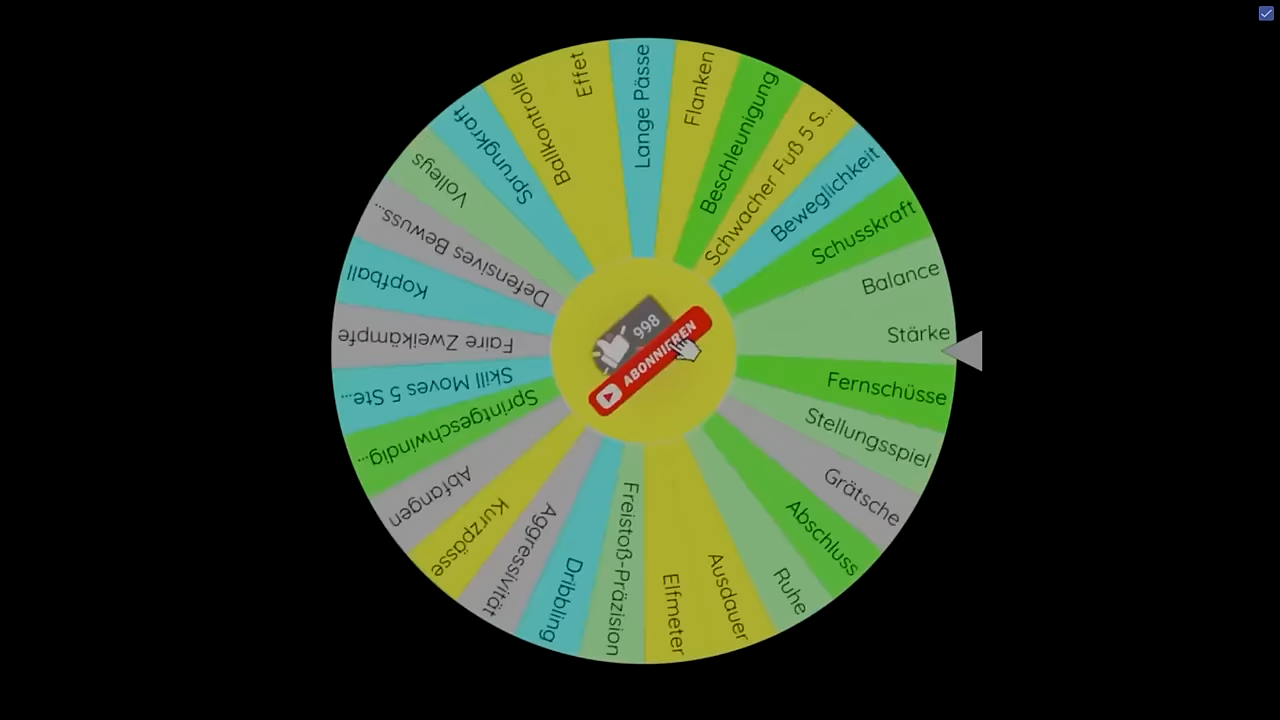 Effet
Lange Pässe
Flanken
Beschleunigung
Schwacher Fuß 5 S...
Beweglichkeit
Schusskraft
Balance
Stärke
Fernschüsse
Stellungsspiel
Grätsche
Abschluss
Ruhe
Ausdauer
Elfmeter
Freistoß-Präzision
Dribbling
Aggressivität
Kurzpässe
Abfangen
Sprintgeschwindig...
Skill Moves 5 Ste...
Faire Zweikämpfe
Kopfball
Defensives Bewuss...
Volleys
Sprungkraft
Ballkontrolle
998
ABONNIEREN